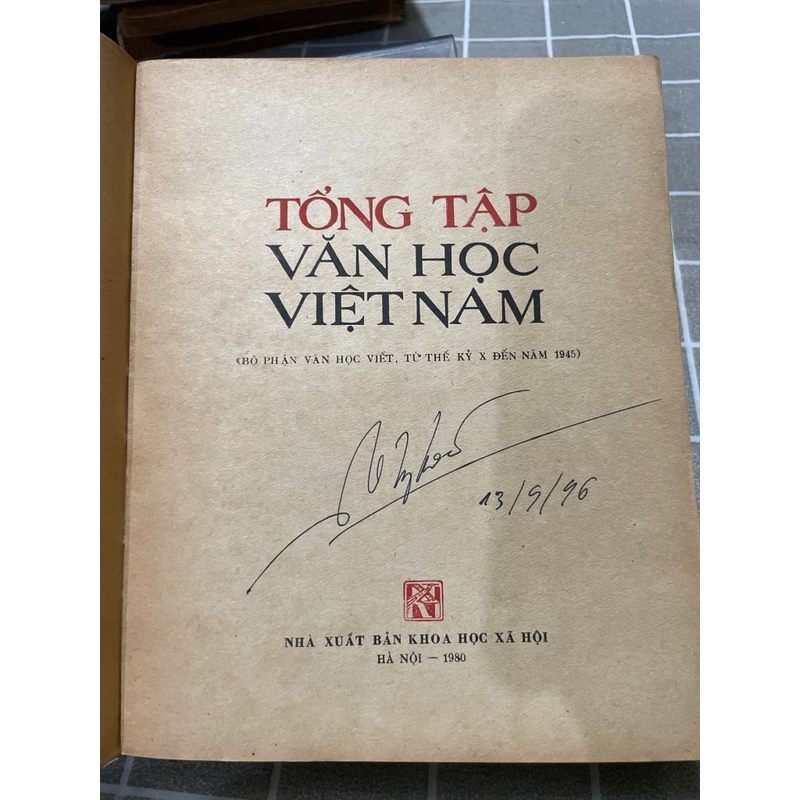 TỔNG TẬP
VĂN HỌC
VIỆT NAM
(BỘ PHẬN VĂN HỌC VIẾT, TỪ THẾ KỶ X ĐẾN NĂM 1945)
13/9/96
NHÀ XUẤT BẢN KHOA HỌC XÃ HỘI
HÀ NỘI — 1980